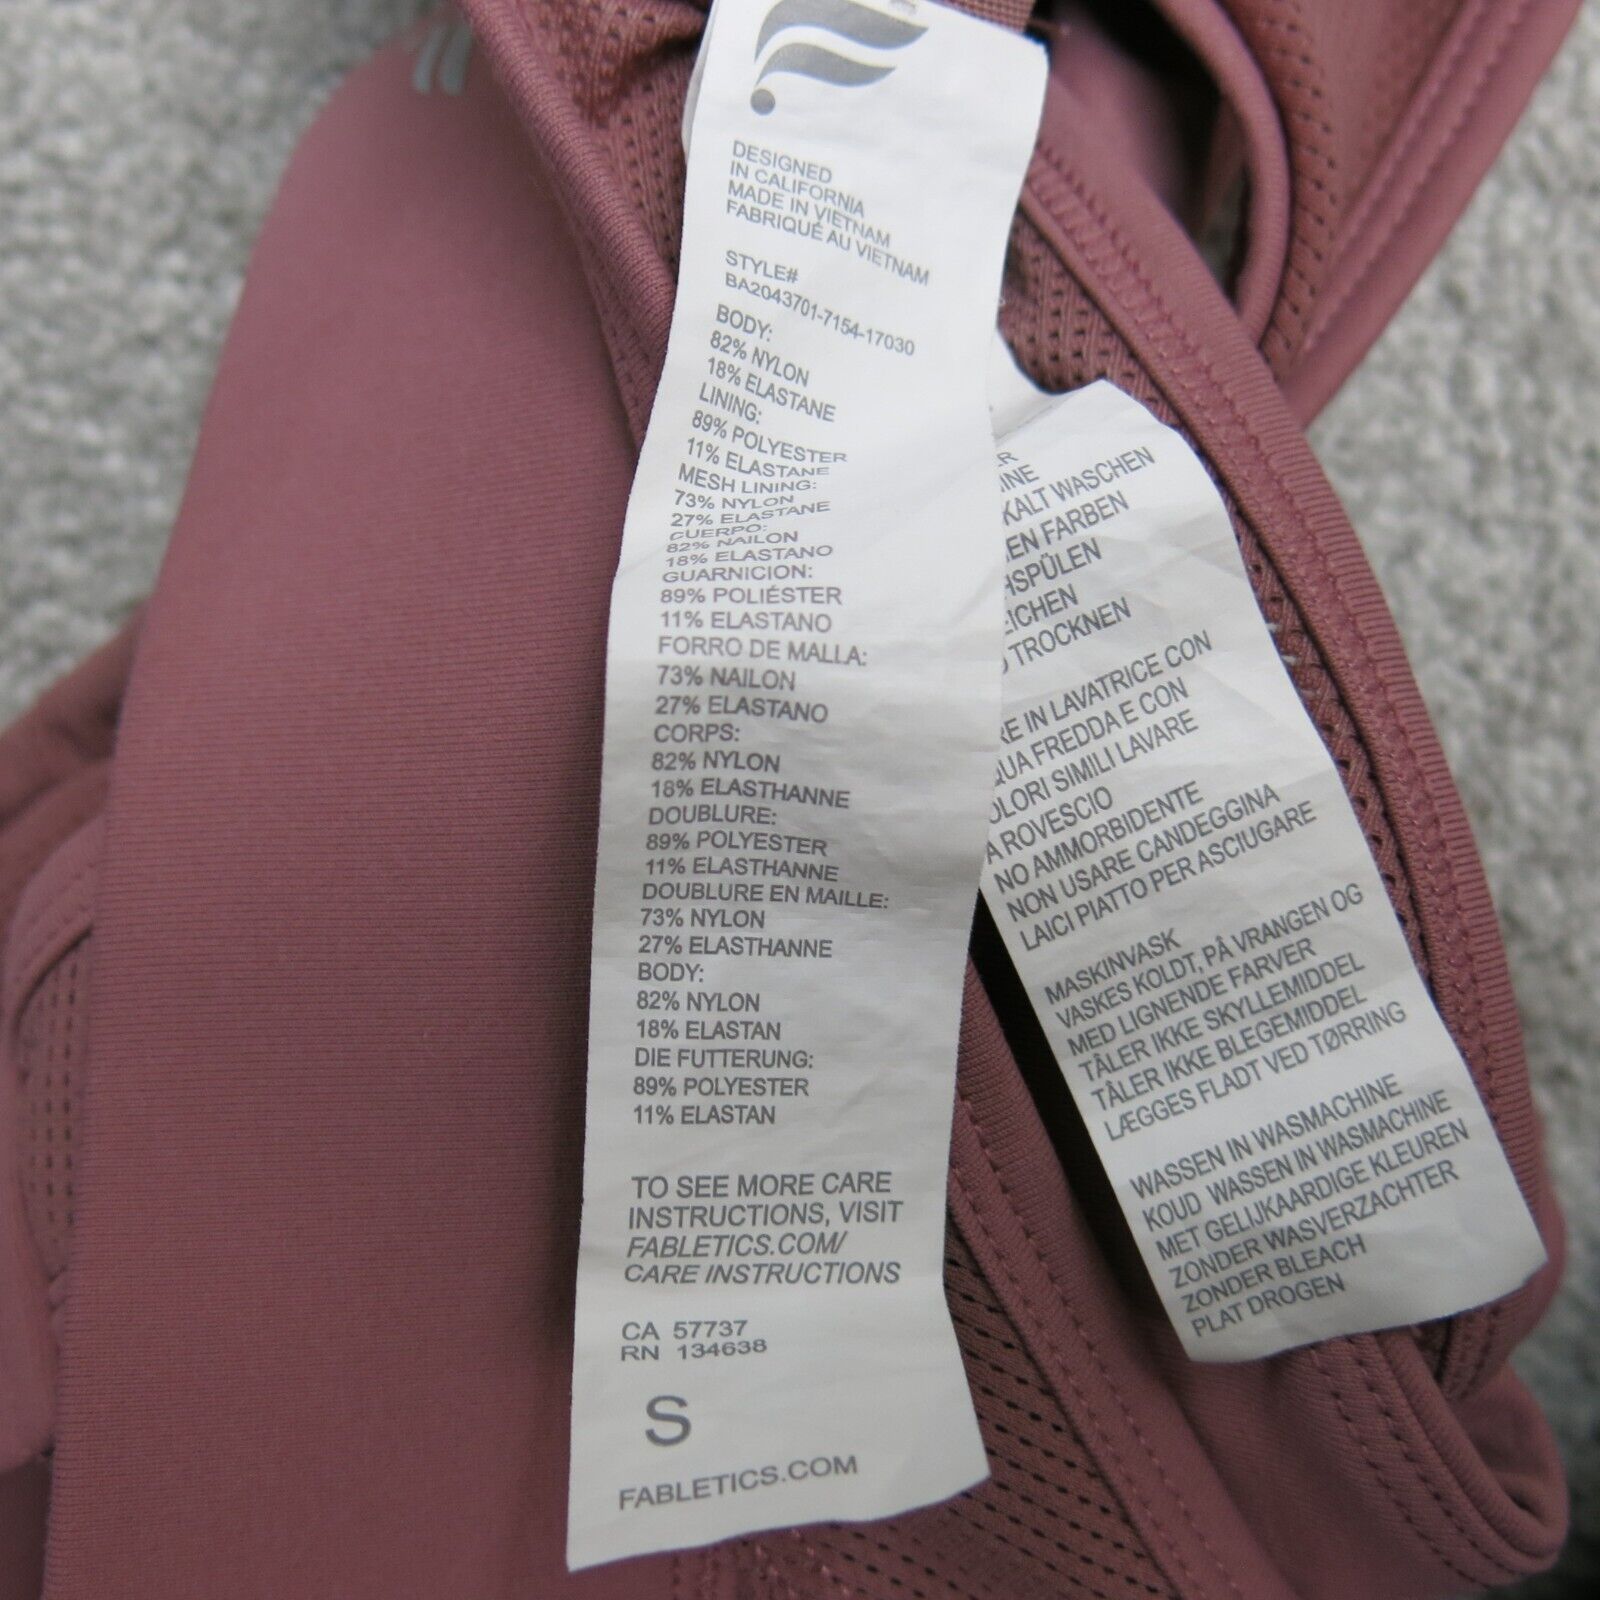 DESIGNED
IN CALIFORNIA
MADE IN VIETNAM
FABRIQUÉ AU VIETNAM
STYLE#
BA2043701-7154-17030
BODY:
82% NYLON
18% ELASTANE
LINING:
89% POLYESTER
11% ELASTANE
MESH LINING:
73% NYLON
27% ELASTANE
CUERPO:
82% NAILON
18% ELASTANO
GUARNICION:
89% POLIÉSTER
11% ELASTANO
FORRO DE MALLA:
73% NAILON
27% ELASTANO
CORPS:
82% NYLON
18% ELASTHANNE
DOUBLURE:
89% POLYESTER
11% ELASTHANNE
DOUBLURE EN MAILLE:
73% NYLON
27% ELASTHANNE
BODY:
82% NYLON
18% ELASTAN
DIE FUTTERUNG:
89% POLYESTER
11% ELASTAN
TO SEE MORE CARE
INSTRUCTIONS, VISIT
FABLETICS.COM/
CARE INSTRUCTIONS
CA 57737
RN 134638
S
FABLETICS.COM
KALT WASCHEN
FARBEN
TROCKNEN
IN LAVATRICE CON
FREDDA E CON
SIMILI LAVARE
A ROVESCIO
NO AMMORBIDENTE
NON USARE CANDEGGINA
LAICI PIATTO PER ASCIUGARE
MASKINVASK
VASKES KOLDT, PÅ VRANGEN OG
MED LIGNENDE FARVER
TÅLER IKKE SKYLLEMIDDEL
TÅLER IKKE BLEGEMIDDEL
LÆGGES FLADT VED TØRRING
WASSEN IN WASMACHINE
KOUD WASSEN IN WASMACHINE
MET GELIJKAARDIGE KLEUREN
ZONDER WASVERZACHTER
ZONDER BLEACH
PLAT DROGEN